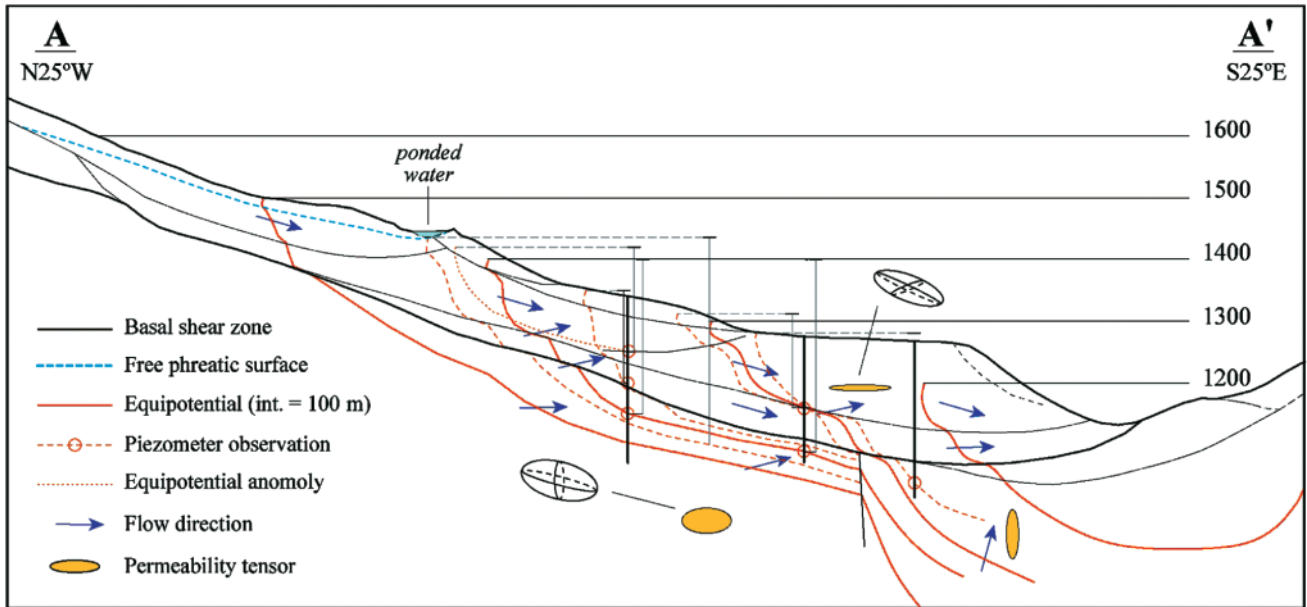 A
N25°W
A'
S25°E
ponded
water
1600
1500
1400
1300
1200
Basal shear zone
Free phreatic surface
Equipotential (int. = 100 m)
Piezometer observation
Equipotential anomoly
Flow direction
Permeability tensor